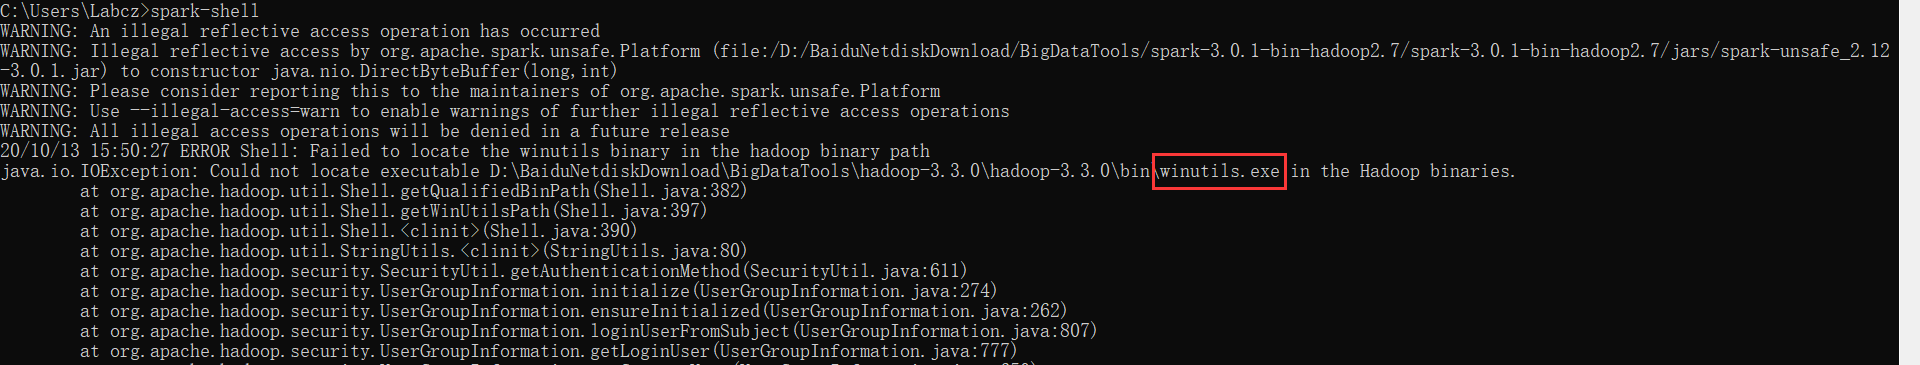 C:\Users\Labcz>spark-shell
WARNING: An illegal reflective access operation has occurred
WARNING: Illegal reflective access by org.apache.spark.unsafe.Platform (file:/D:/BaiduNetdiskDownload/BigDataTools/spark-3.0.1-bin-hadoop2.7/spark-3.0.1-bin-hadoop2.7/jars/spark-unsafe_2.12
-3.0.1.jar) to constructor java.nio.DirectByteBuffer(long,int)
WARNING: Please consider reporting this to the maintainers of org.apache.spark.unsafe.Platform
WARNING: Use --illegal-access=warn to enable warnings of further illegal reflective access operations
WARNING: All illegal access operations will be denied in a future release
20/10/13 15:50:27 ERROR Shell: Failed to locate the winutils binary in the hadoop binary path
java.io.IOException: Could not locate executable D:\BaiduNetdiskDownload\BigDataTools\hadoop-3.3.0\hadoop-3.3.0\bin\winutils.exe in the Hadoop binaries.
at org.apache.hadoop.util.Shell.getQualifiedBinPath(Shell.java:382)
at org.apache.hadoop.util.Shell.getWinUtilsPath(Shell.java:397)
at org.apache.hadoop.util.Shell.<clinit>(Shell.java:390)
at org.apache.hadoop.util.StringUtils.<clinit>(StringUtils.java:80)
at org.apache.hadoop.security.SecurityUtil.getAuthenticationMethod(SecurityUtil.java:611)
at org.apache.hadoop.security.UserGroupInformation.initialize(UserGroupInformation.java:274)
at org.apache.hadoop.security.UserGroupInformation.ensureInitialized(UserGroupInformation.java:262)
at org.apache.hadoop.security.UserGroupInformation.loginUserFromSubject(UserGroupInformation.java:807)
at org.apache.hadoop.security.UserGroupInformation.getLoginUser(UserGroupInformation.java:777)